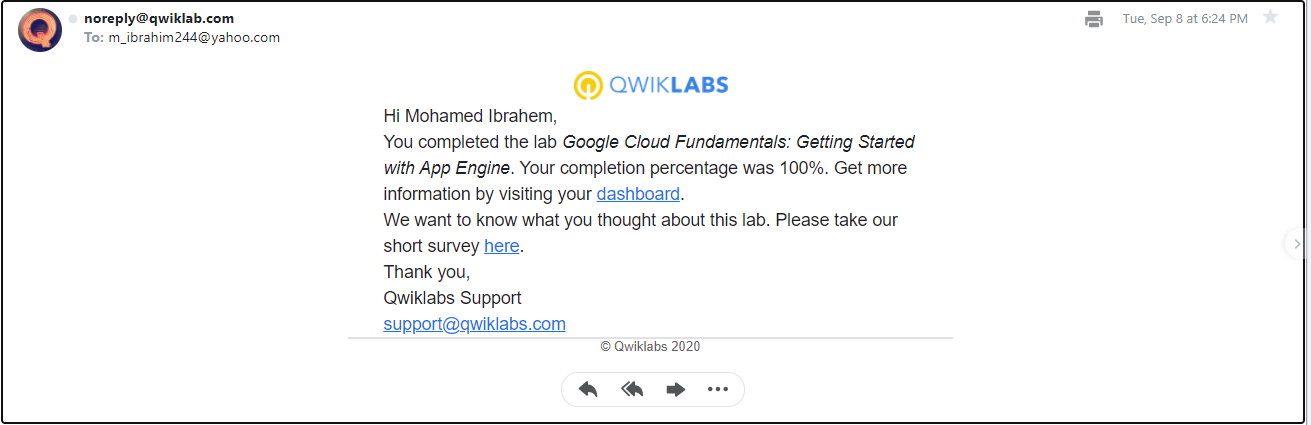 noreply@qwiklab.com
Tue, Sep 8 at 6:24 PM
To: m_ibrahim244@yahoo.com
QWIKLABS
Hi Mohamed Ibrahem,
You completed the lab Google Cloud Fundamentals: Getting Started
with App Engine. Your completion percentage was 100%. Get more
information by visiting your dashboard.
We want to know what you thought about this lab. Please take our
short survey here.
Thank you,
Qwiklabs Support
support@qwiklabs.com
© Qwiklabs 2020